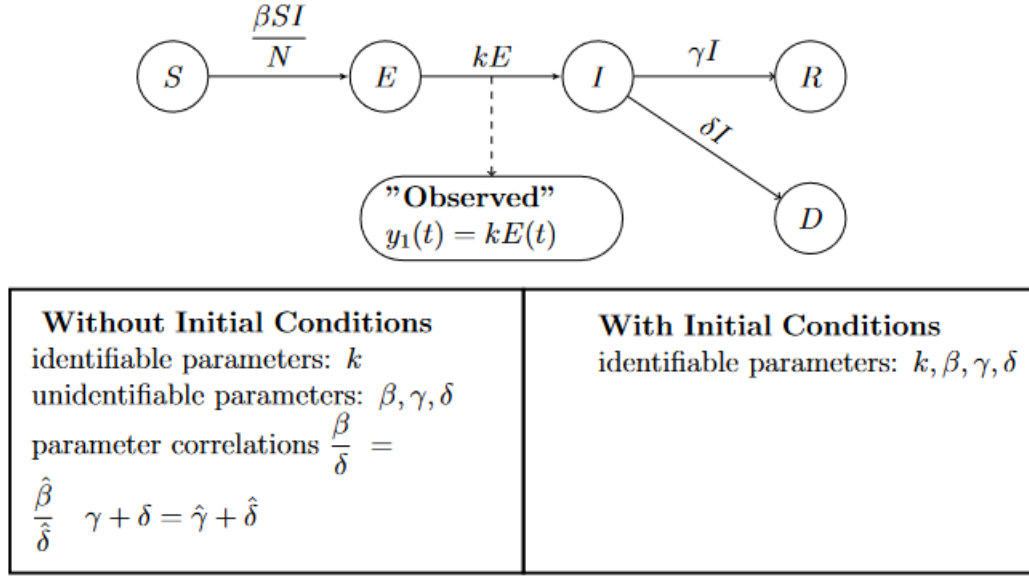 βSI
N
S
E
kE
I
γI
R
δI
D
"Observed"
y₁(t) = kE(t)
Without Initial Conditions
identifiable parameters: k
unidentifiable parameters: β, γ, δ
parameter correlations β/δ =
β̂/δ̂ γ + δ = γ̂ + δ̂
With Initial Conditions
identifiable parameters: k, β, γ, δ